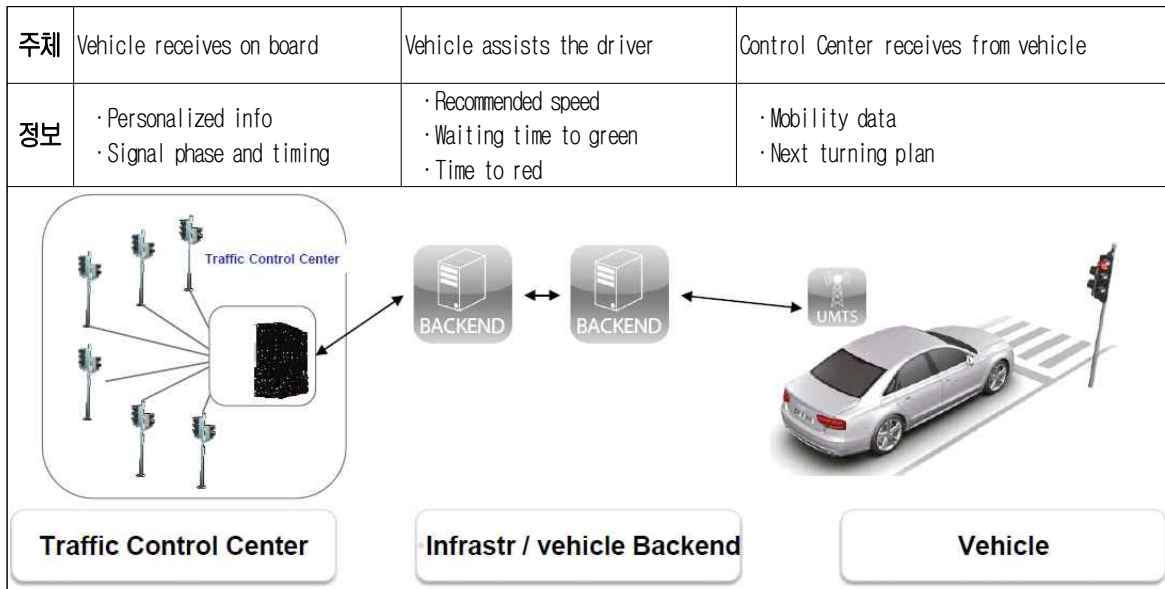 주체
Vehicle receives on board
Vehicle assists the driver
Control Center receives from vehicle
정보
·Personalized info
·Signal phase and timing
·Recommended speed
·Waiting time to green
·Time to red
·Mobility data
·Next turning plan
Traffic Control Center
BACKEND
BACKEND
UMTS
Traffic Control Center
Infrastr / vehicle Backend
Vehicle